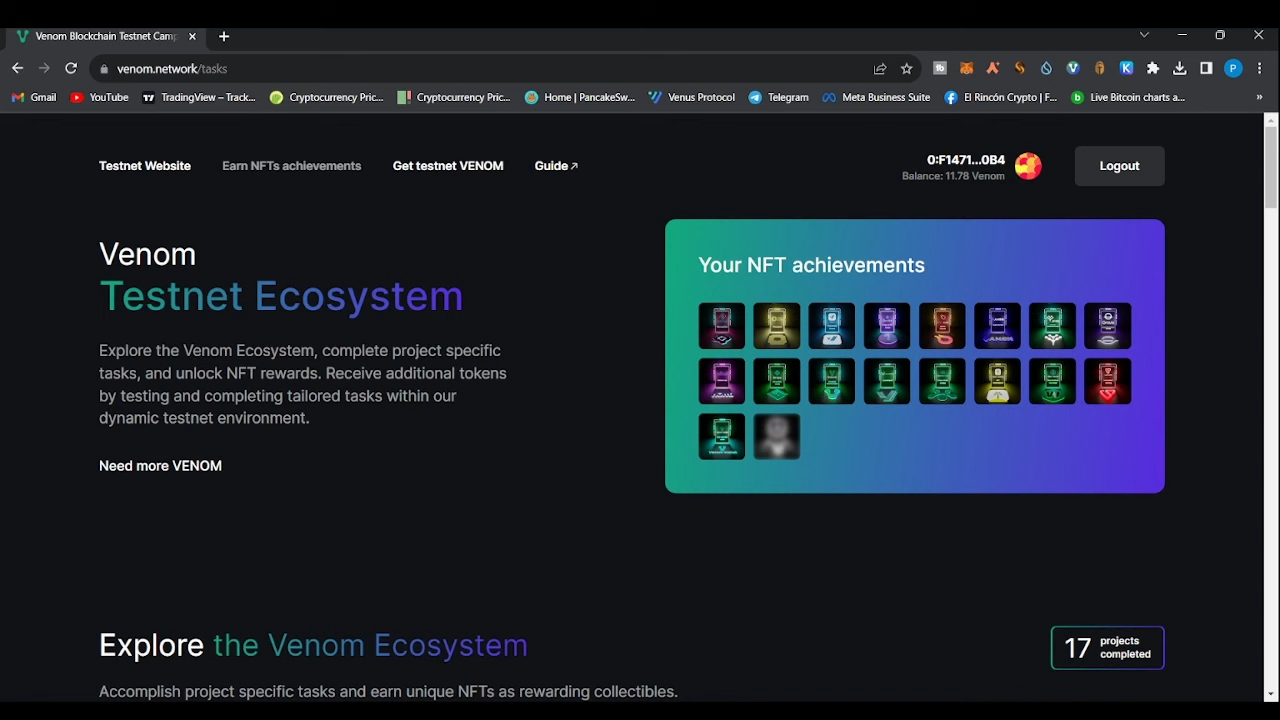 Venom Blockchain Testnet Camp
venom.network/tasks
Gmail
YouTube
TradingView – Track...
Cryptocurrency Pric...
Cryptocurrency Pric...
Home | PancakeSw...
Venus Protocol
Telegram
Meta Business Suite
El Rincón Crypto | F...
Live Bitcoin charts a...
»
Testnet Website
Earn NFTs achievements
Get testnet VENOM
Guide↗
0:F1471...0B4
Balance: 11.78 Venom
Logout
Venom
Testnet Ecosystem
Explore the Venom Ecosystem, complete project specific
tasks, and unlock NFT rewards. Receive additional tokens
by testing and completing tailored tasks within our
dynamic testnet environment.
Need more VENOM
Your NFT achievements
Explore the Venom Ecosystem
17 projects
completed
Accomplish project specific tasks and earn unique NFTs as rewarding collectibles.